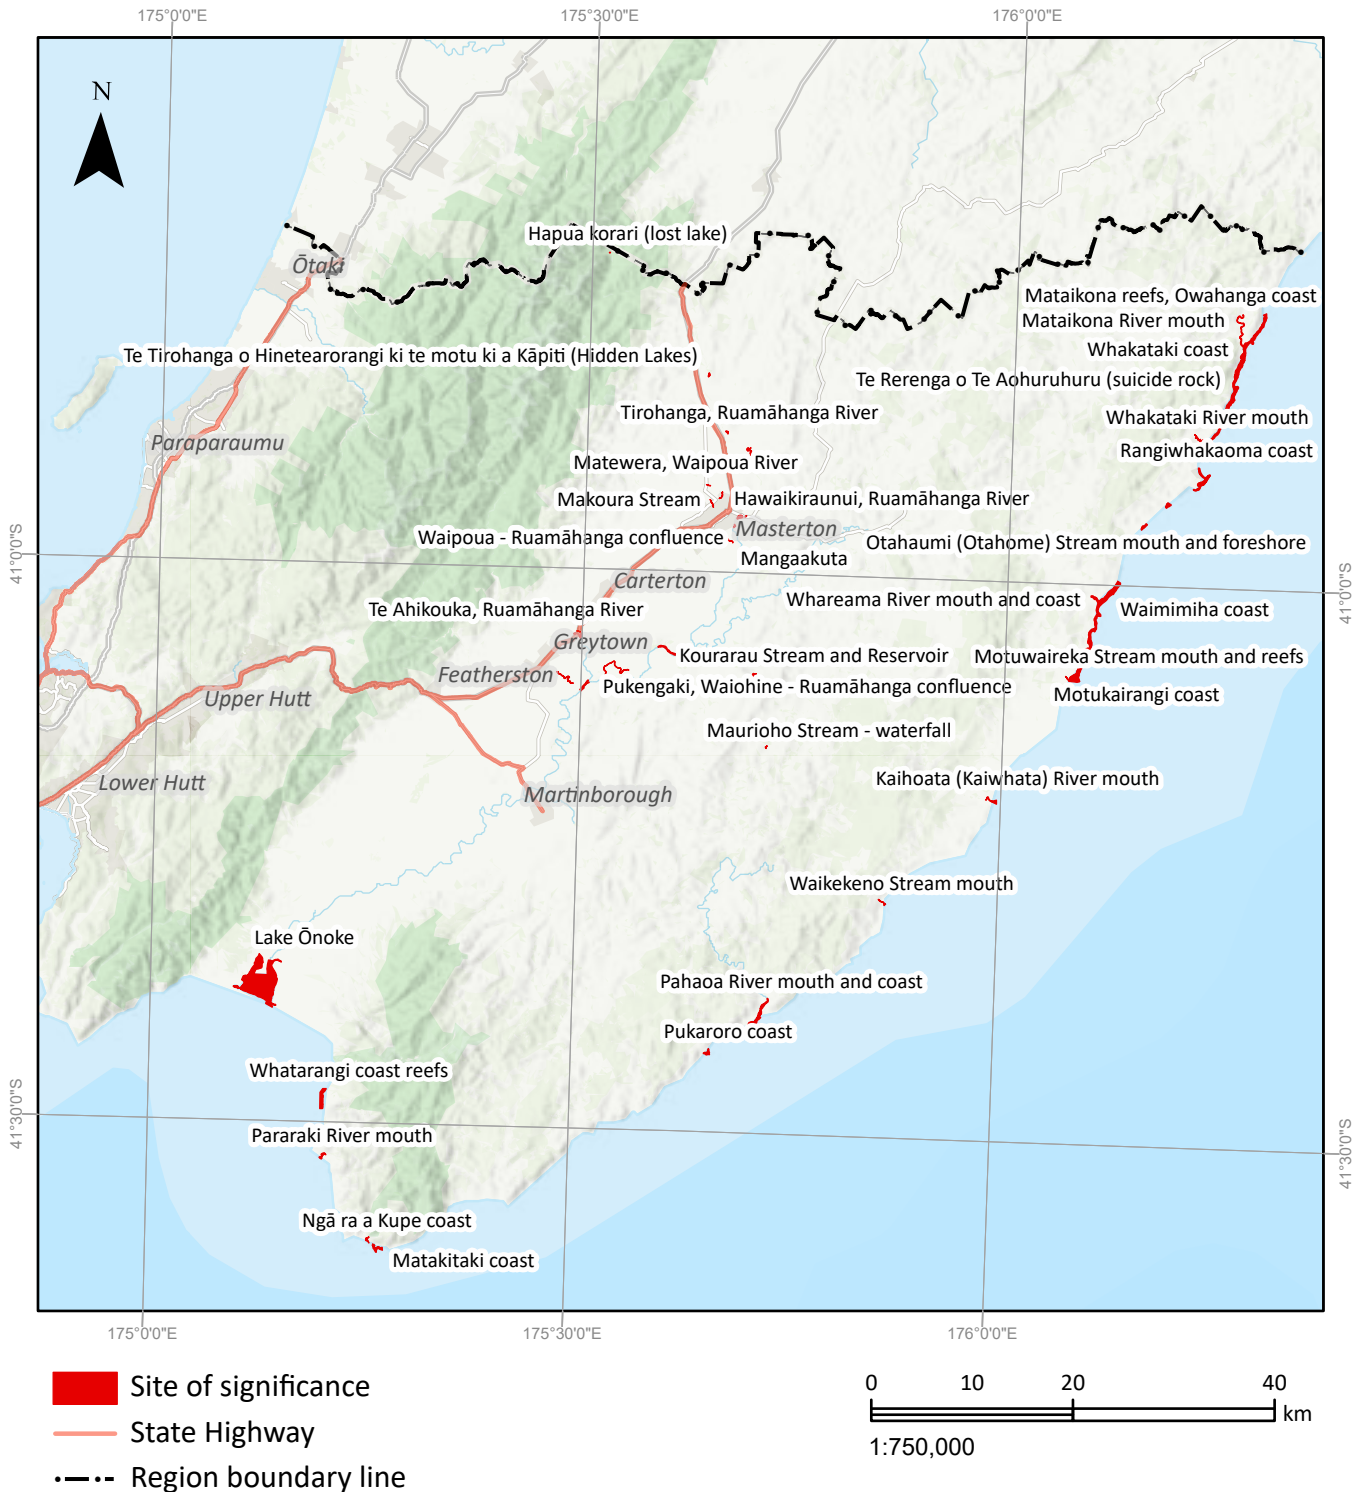 175°0'0"E
175°30'0"E
176°0'0"E
N
Hapua korari (lost lake)
Ōtaki
Mataikona reefs, Owahanga coast
Mataikona River mouth
Whakataki coast
Te Tirohanga o Hinetearorangi ki te motu ki a Kāpiti (Hidden Lakes)
Te Rerenga o Te Aohuruhuru (suicide rock)
Tirohanga, Ruamāhanga River
Whakataki River mouth
Paraparaumu
Rangiwhakaoma coast
Matewera, Waipoua River
Makoura Stream
Hawaikiraunui, Ruamāhanga River
Masterton
Waipoua - Ruamāhanga confluence
Otahaumi (Otahome) Stream mouth and foreshore
Mangaakuta
41°0'0"S
41°0'0"S
Carterton
Whareama River mouth and coast
Waimimiha coast
Te Ahikouka, Ruamāhanga River
Greytown
Kourarau Stream and Reservoir
Motuwaireka Stream mouth and reefs
Featherston
Pukengaki, Waiohine - Ruamāhanga confluence
Motukairangi coast
Upper Hutt
Maurioho Stream - waterfall
Lower Hutt
Kaihoata (Kaiwhata) River mouth
Martinborough
Waikekeno Stream mouth
Lake Ōnoke
Pahaoa River mouth and coast
Pukaroro coast
Whatarangi coast reefs
41°30'0"S
Pararaki River mouth
41°30'0"S
Ngā ra a Kupe coast
Matakitaki coast
175°0'0"E
175°30'0"E
176°0'0"E
Site of significance
State Highway
Region boundary line
0 10 20 40
km
1:750,000